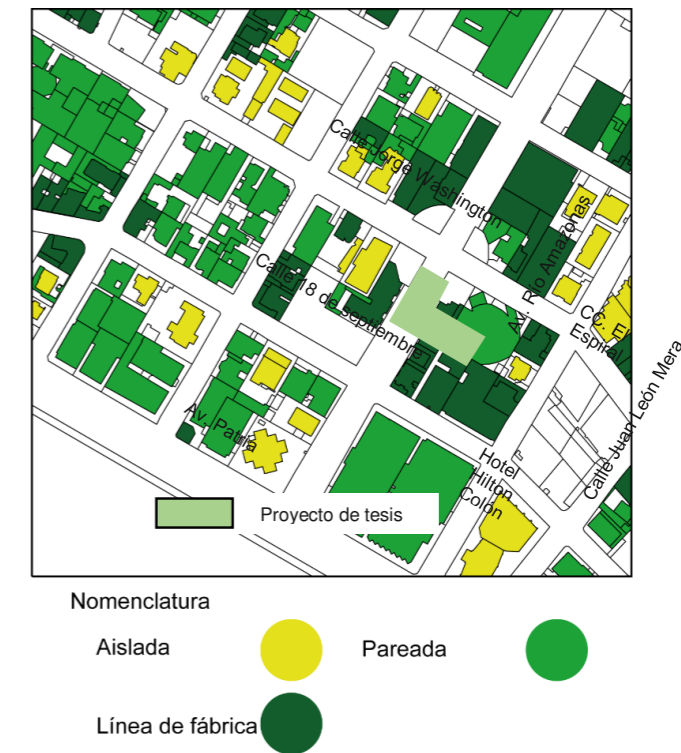 Calle Jorge Washington
Av. Río Amazonas
Calle 18 de septiembre
CC. El
Espiral
Calle Juan León Mera
Av. Patria
Hotel
Hilton
Colón
Proyecto de tesis
Nomenclatura
Aislada
Pareada
Línea de fábrica